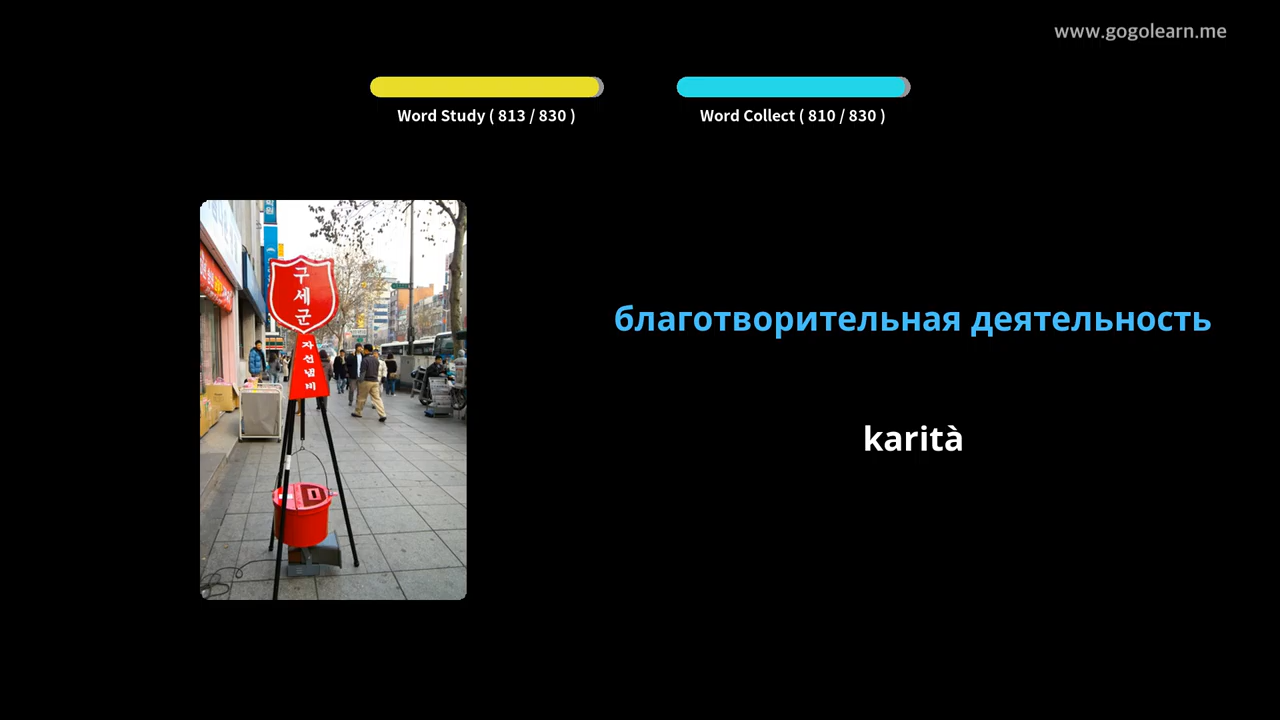 www.gogolearn.me
Word Study ( 813 / 830 )
Word Collect ( 810 / 830 )
구
세
군
자
선
냄
비
благотворительная деятельность
karità